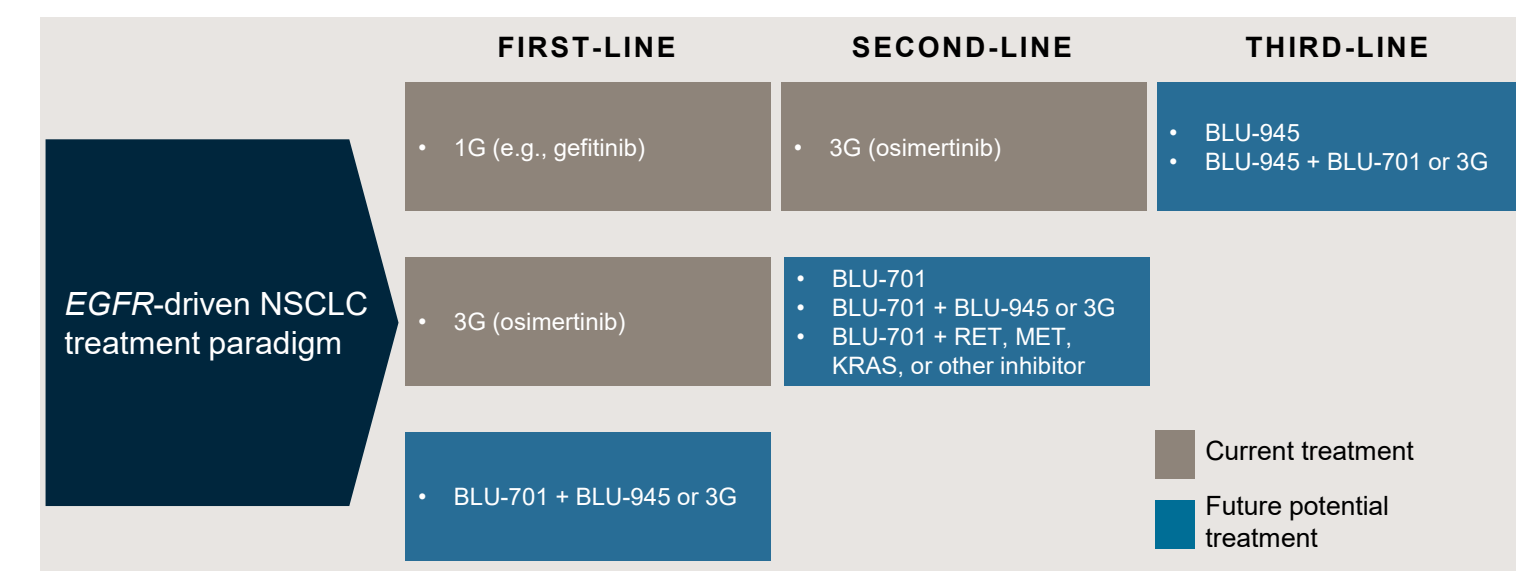 FIRST-LINE
SECOND-LINE
THIRD-LINE
EGFR-driven NSCLC
treatment paradigm
• 1G (e.g., gefitinib)
• 3G (osimertinib)
• BLU-945
• BLU-945 + BLU-701 or 3G
• 3G (osimertinib)
• BLU-701
• BLU-701 + BLU-945 or 3G
• BLU-701 + RET, MET,
KRAS, or other inhibitor
• BLU-701 + BLU-945 or 3G
Current treatment
Future potential
treatment